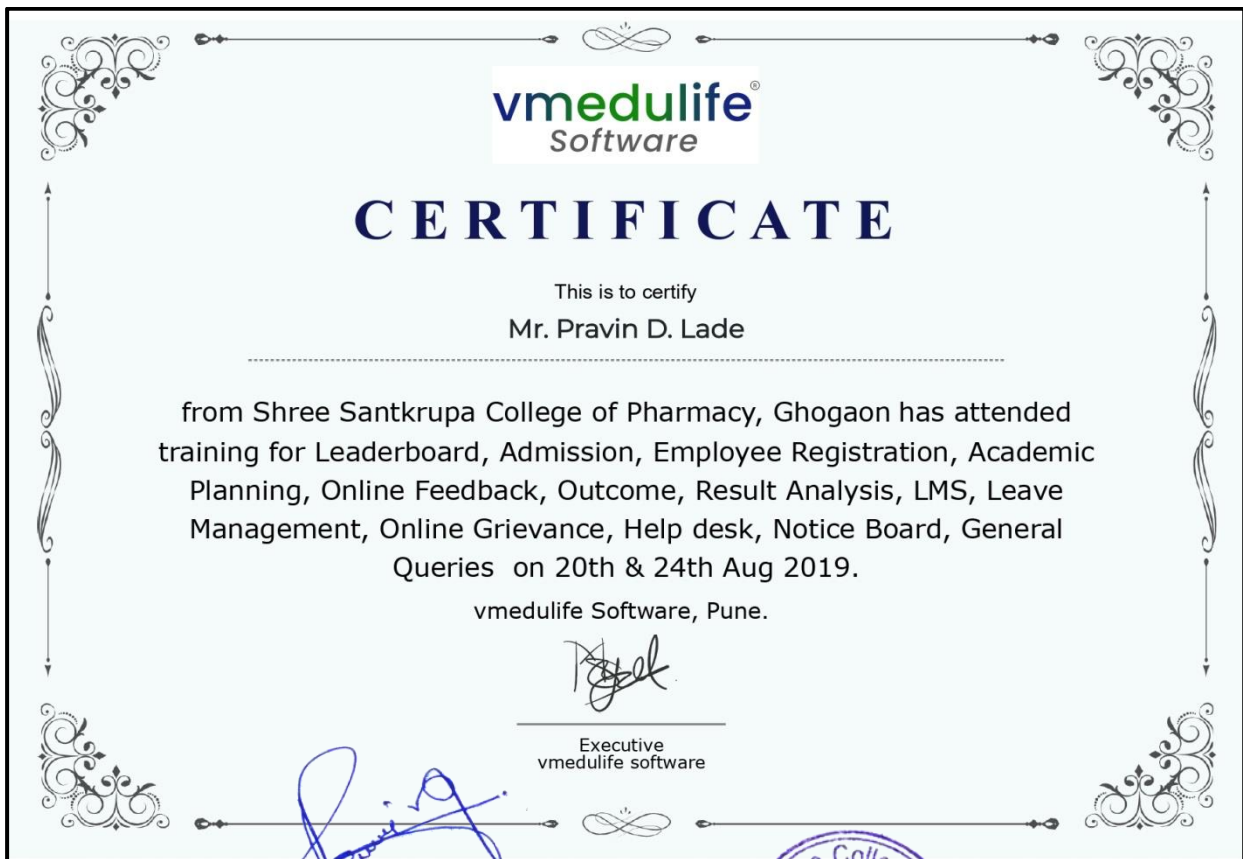 vmedulife®
Software
CERTIFICATE
This is to certify
Mr. Pravin D. Lade
from Shree Santkrupa College of Pharmacy, Ghogaon has attended
training for Leaderboard, Admission, Employee Registration, Academic
Planning, Online Feedback, Outcome, Result Analysis, LMS, Leave
Management, Online Grievance, Help desk, Notice Board, General
Queries on 20th & 24th Aug 2019.
vmedulife Software, Pune.
Executive
vmedulife software